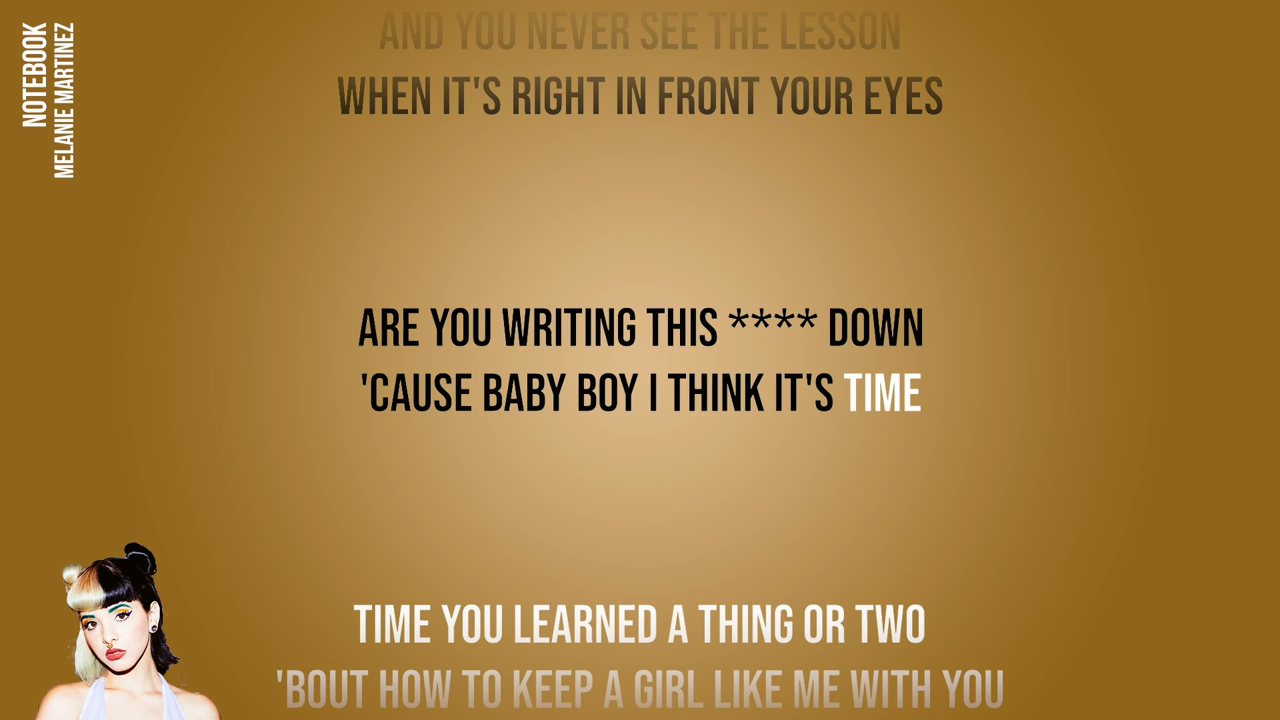 NOTEBOOK
MELANIE MARTINEZ
AND YOU NEVER SEE THE LESSON
WHEN IT'S RIGHT IN FRONT YOUR EYES
ARE YOU WRITING THIS **** DOWN
'CAUSE BABY BOY I THINK IT'S TIME
TIME YOU LEARNED A THING OR TWO
'BOUT HOW TO KEEP A GIRL LIKE ME WITH YOU